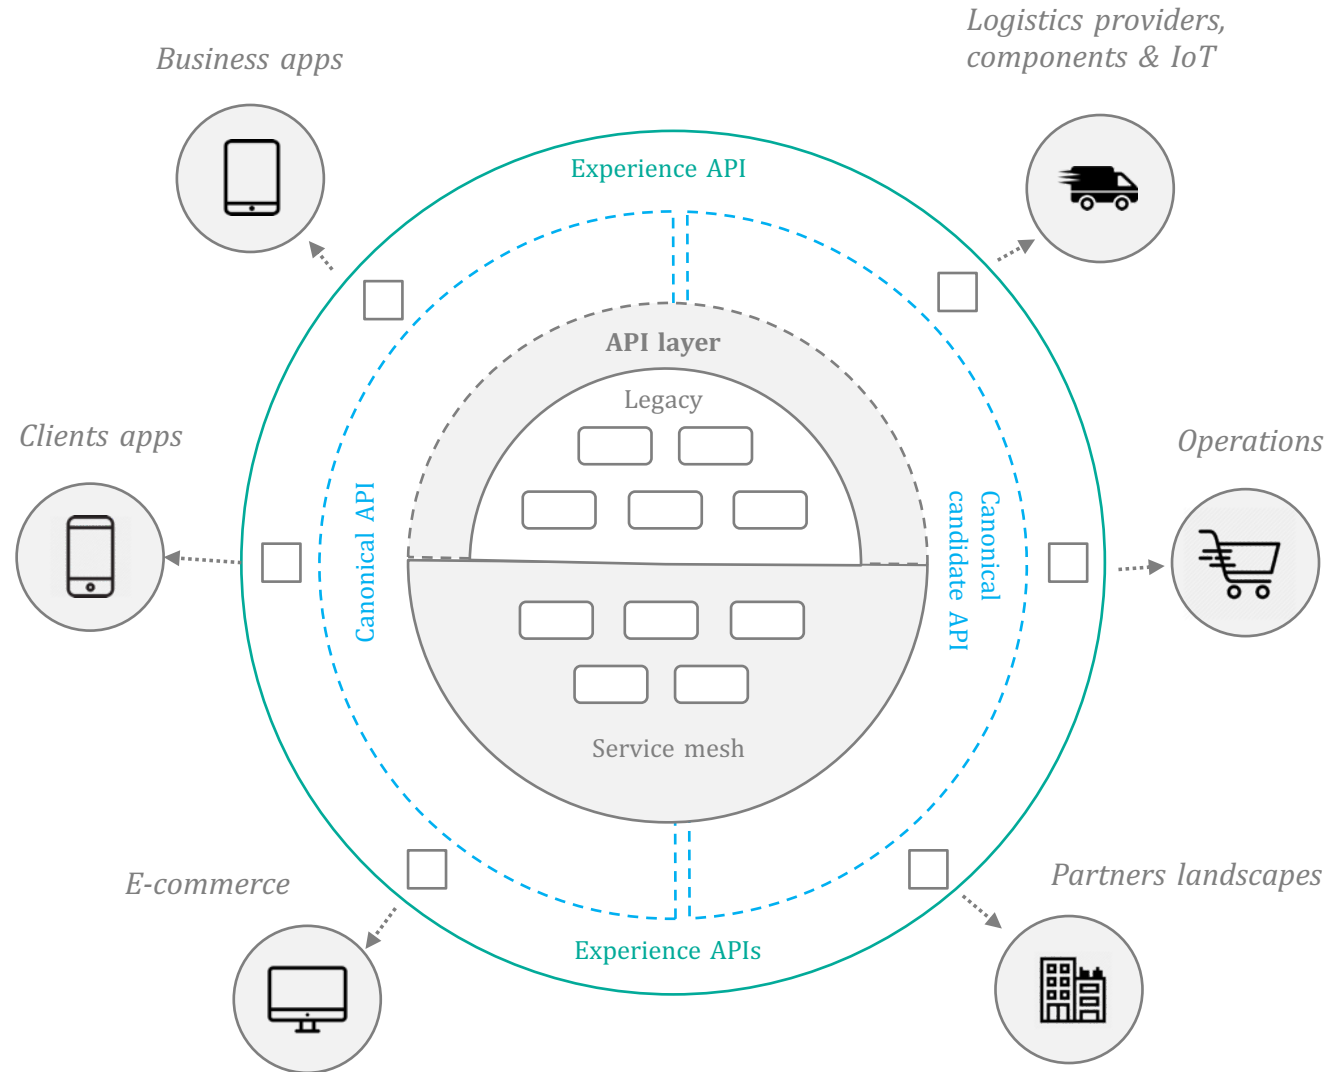 Logistics providers,
components & IoT
Business apps
Experience API
API layer
Legacy
Clients apps
Operations
Canonical API
Canonical
candidate API
Service mesh
E-commerce
Partners landscapes
Experience APIs